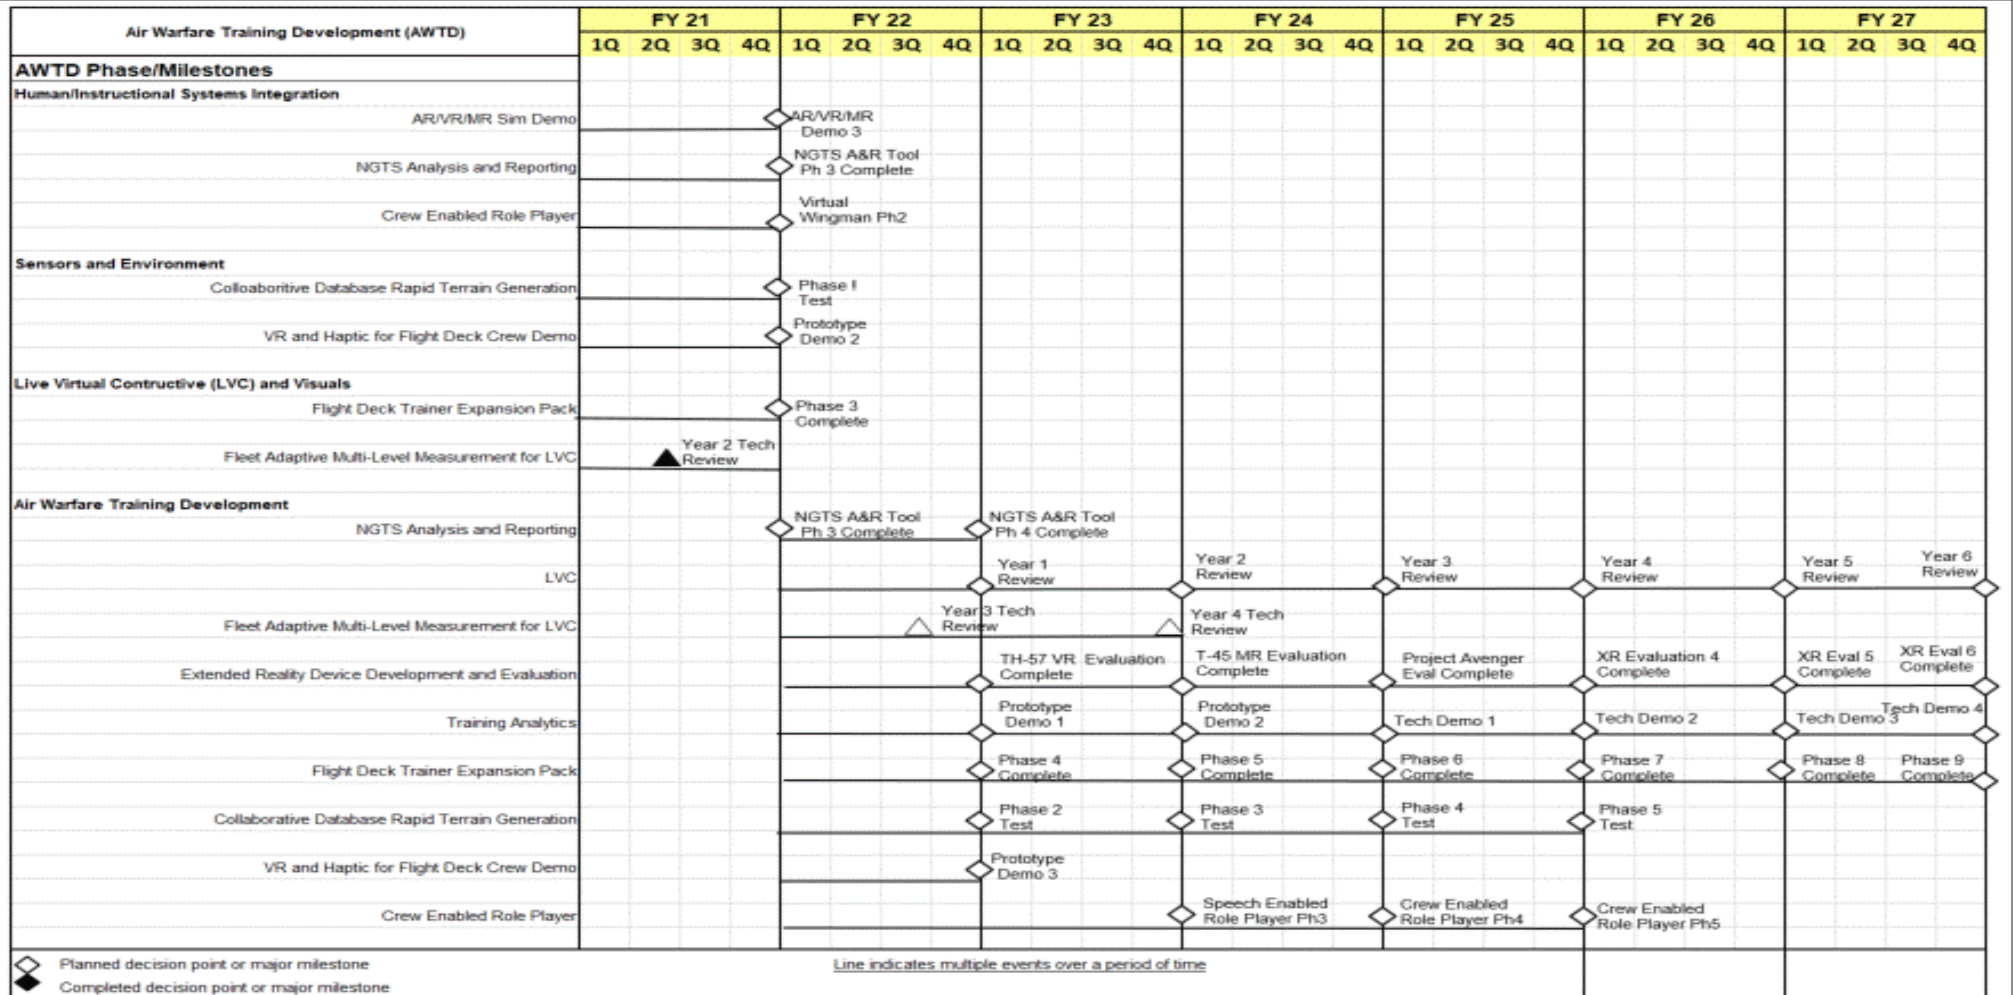 Air Warfare Training Development (AWTD)
FY 21 FY 22 FY 23 FY 24 FY 25 FY 26 FY 27
1Q 2Q 3Q 4Q 1Q 2Q 3Q 4Q 1Q 2Q 3Q 4Q 1Q 2Q 3Q 4Q 1Q 2Q 3Q 4Q 1Q 2Q 3Q 4Q 1Q 2Q 3Q 4Q
AWTD Phase/Milestones
Human/Instructional Systems Integration
AR/VR/MR Sim Demo
AR/VR/MR
Demo 3
NGTS Analysis and Reporting
NGTS A&R Tool
Ph 3 Complete
Crew Enabled Role Player
Virtual
Wingman Ph2
Sensors and Environment
Colloaboritive Database Rapid Terrain Generation
Phase I
Test
VR and Haptic for Flight Deck Crew Demo
Prototype
Demo 2
Live Virtual Contructive (LVC) and Visuals
Flight Deck Trainer Expansion Pack
Phase 3
Complete
Fleet Adaptive Multi-Level Measurement for LVC
Year 2 Tech
Review
Air Warfare Training Development
NGTS Analysis and Reporting
NGTS A&R Tool
Ph 3 Complete
NGTS A&R Tool
Ph 4 Complete
LVC
Year 1
Review
Year 2
Review
Year 3
Review
Year 4
Review
Year 5
Review
Year 6
Review
Fleet Adaptive Multi-Level Measurement for LVC
Year 3 Tech
Review
Year 4 Tech
Review
Extended Reality Device Development and Evaluation
TH-57 VR Evaluation
Complete
T-45 MR Evaluation
Complete
Project Avenger
Eval Complete
XR Evaluation 4
Complete
XR Eval 5
Complete
XR Eval 6
Complete
Training Analytics
Prototype
Demo 1
Prototype
Demo 2
Tech Demo 1
Tech Demo 2
Tech Demo 3
Tech Demo 4
Flight Deck Trainer Expansion Pack
Phase 4
Complete
Phase 5
Complete
Phase 6
Complete
Phase 7
Complete
Phase 8
Complete
Phase 9
Complete
Collaborative Database Rapid Terrain Generation
Phase 2
Test
Phase 3
Test
Phase 4
Test
Phase 5
Test
VR and Haptic for Flight Deck Crew Demo
Prototype
Demo 3
Crew Enabled Role Player
Speech Enabled
Role Player Ph3
Crew Enabled
Role Player Ph4
Crew Enabled
Role Player Ph5
Planned decision point or major milestone
Line indicates multiple events over a period of time
Completed decision point or major milestone